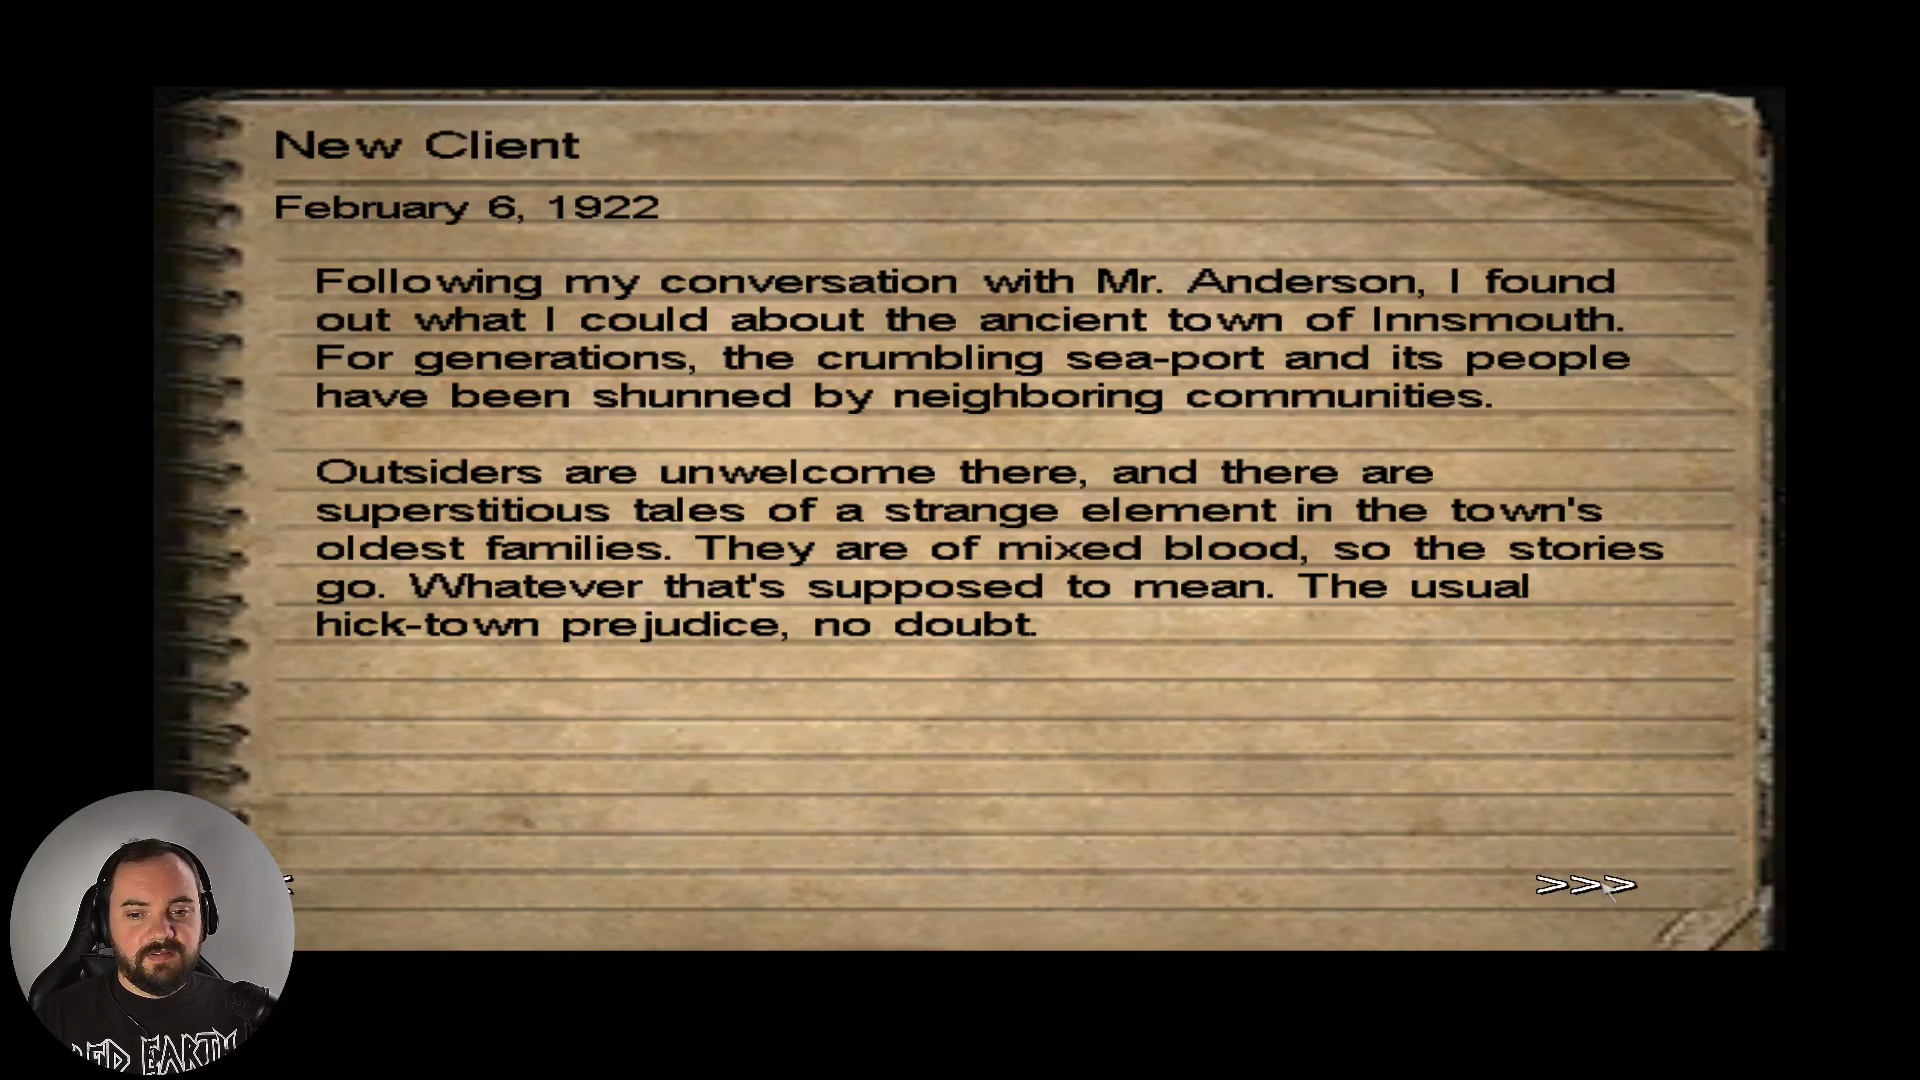 New Client
February 6, 1922
Following my conversation with Mr. Anderson, I found
out what I could about the ancient town of Innsmouth.
For generations, the crumbling sea-port and its people
have been shunned by neighboring communities.
Outsiders are unwelcome there, and there are
superstitious tales of a strange element in the town's
oldest families. They are of mixed blood, so the stories
go. Whatever that's supposed to mean. The usual
hick-town prejudice, no doubt.
>>>
EARTH